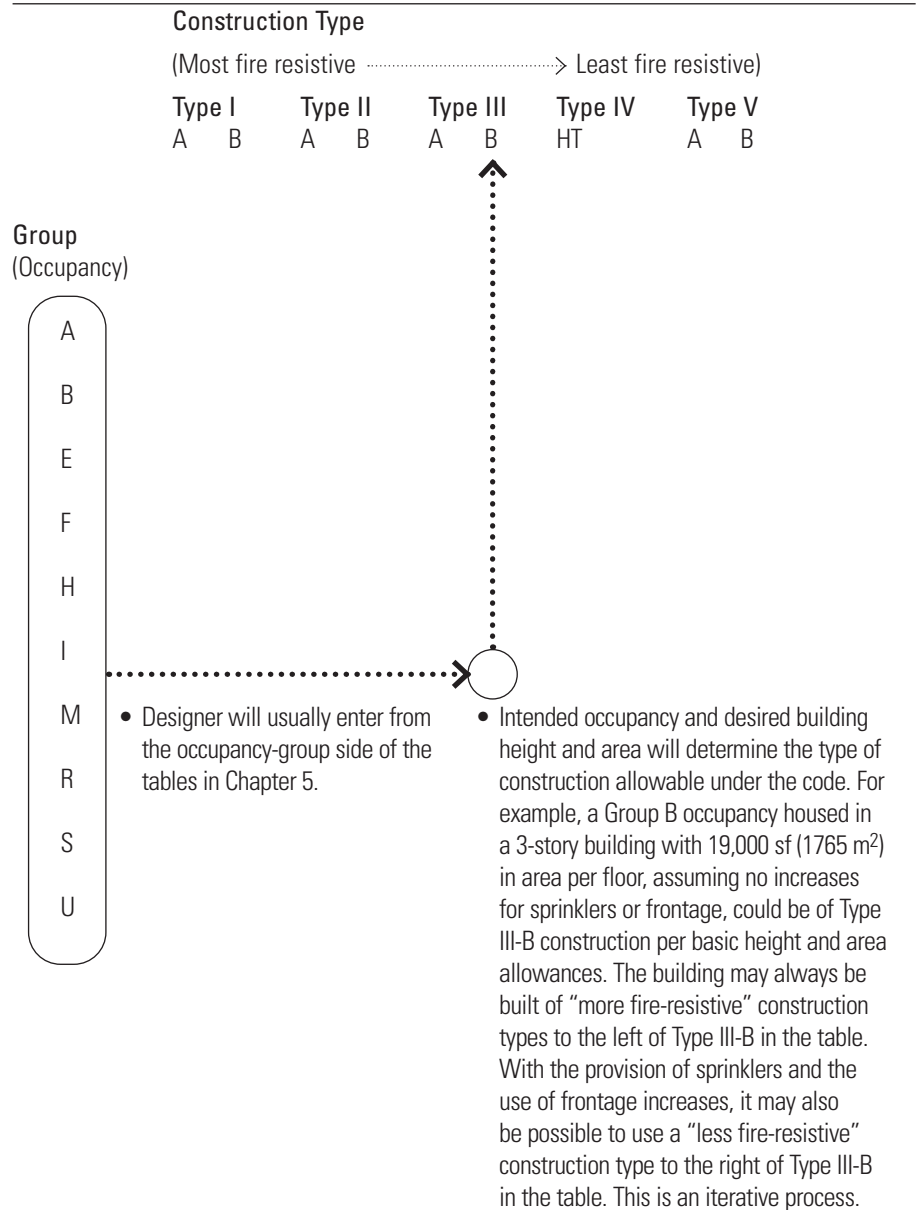 Construction Type
(Most fire resistive ........> Least fire resistive)
Type I Type II Type III Type IV Type V
A B A B A B HT A B
Group
(Occupancy)
A
B
E
F
H
I
M
R
S
U
• Designer will usually enter from
the occupancy-group side of the
tables in Chapter 5.
• Intended occupancy and desired building
height and area will determine the type of
construction allowable under the code. For
example, a Group B occupancy housed in
a 3-story building with 19,000 sf (1765 m²)
in area per floor, assuming no increases
for sprinklers or frontage, could be of Type
III-B construction per basic height and area
allowances. The building may always be
built of “more fire-resistive” construction
types to the left of Type III-B in the table.
With the provision of sprinklers and the
use of frontage increases, it may also
be possible to use a “less fire-resistive”
construction type to the right of Type III-B
in the table. This is an iterative process.